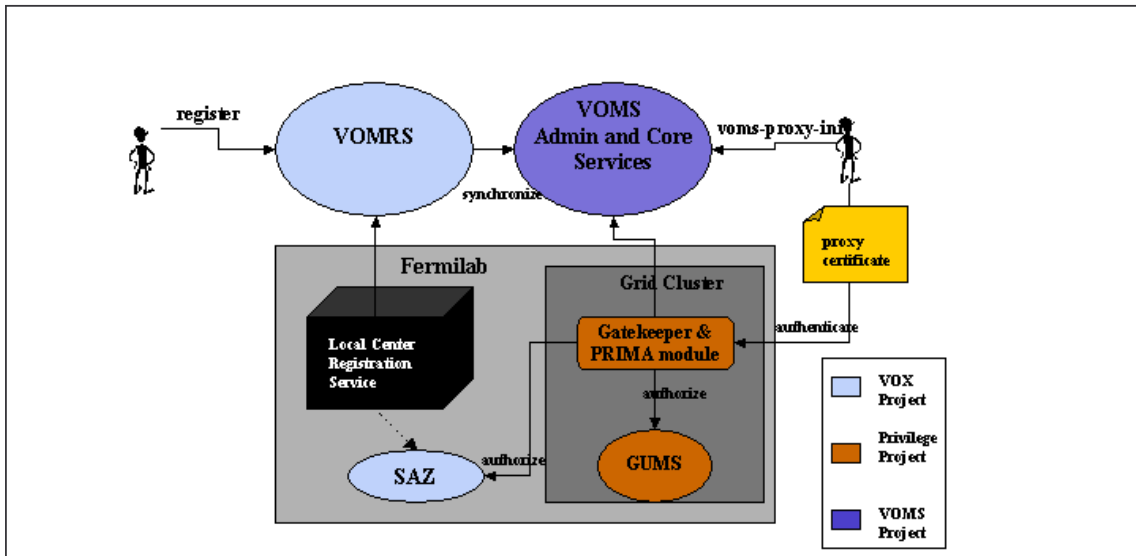 register
VOMRS
VOMS
Admin and Core
Services
voms-proxy-ini
synchronize
proxy
certificate
Fermilab
Grid Cluster
Local Center
Registration
Service
Gatekeeper &
PRIMA module
authenticate
authorize
SAZ
authorize
GUMS
VOX
Project
Privilege
Project
VOMS
Project